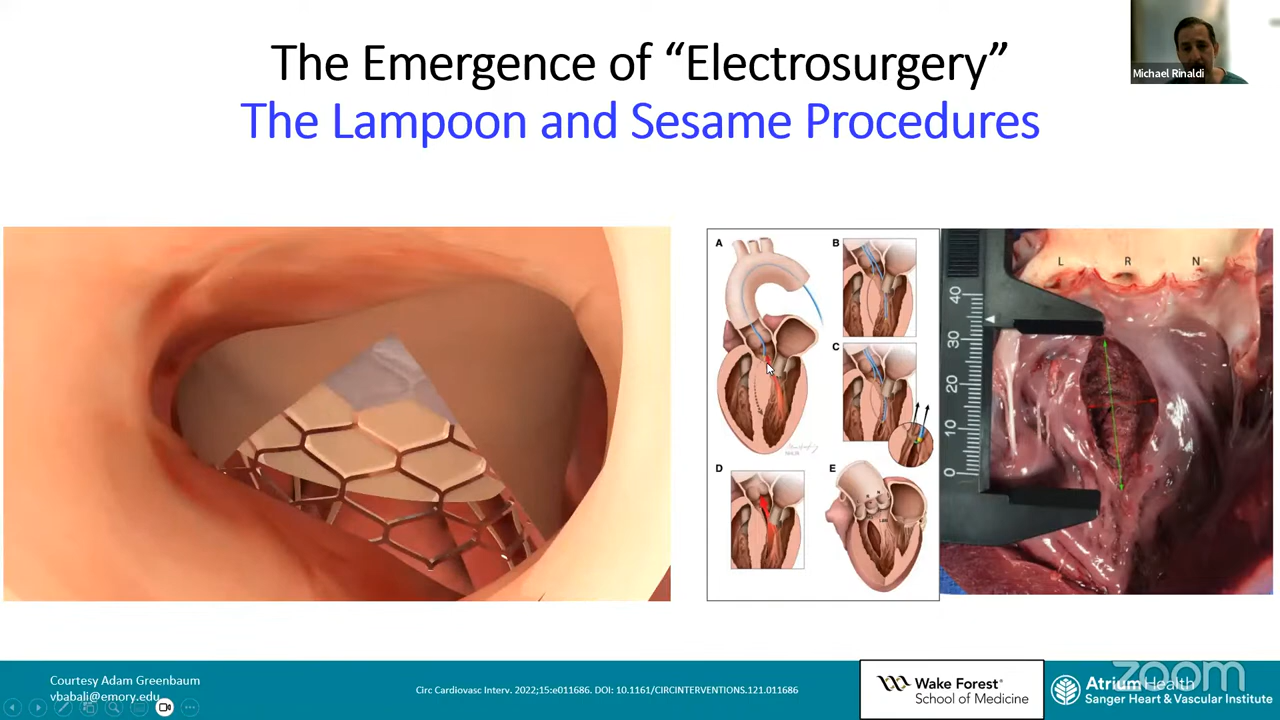 The Emergence of “Electrosurgery”
The Lampoon and Sesame Procedures
Michael Rinaldi
A
B
C
D
E
L R N
40
30
20
10
0
Courtesy Adam Greenbaum
vbabali@emory.edu
Circ Cardiovasc Interv. 2022;15:e011686. DOI: 10.1161/CIRCINTERVENTIONS.121.011686
Wake Forest®
School of Medicine
Atrium Health
Sanger Heart & Vascular Institute
zoom